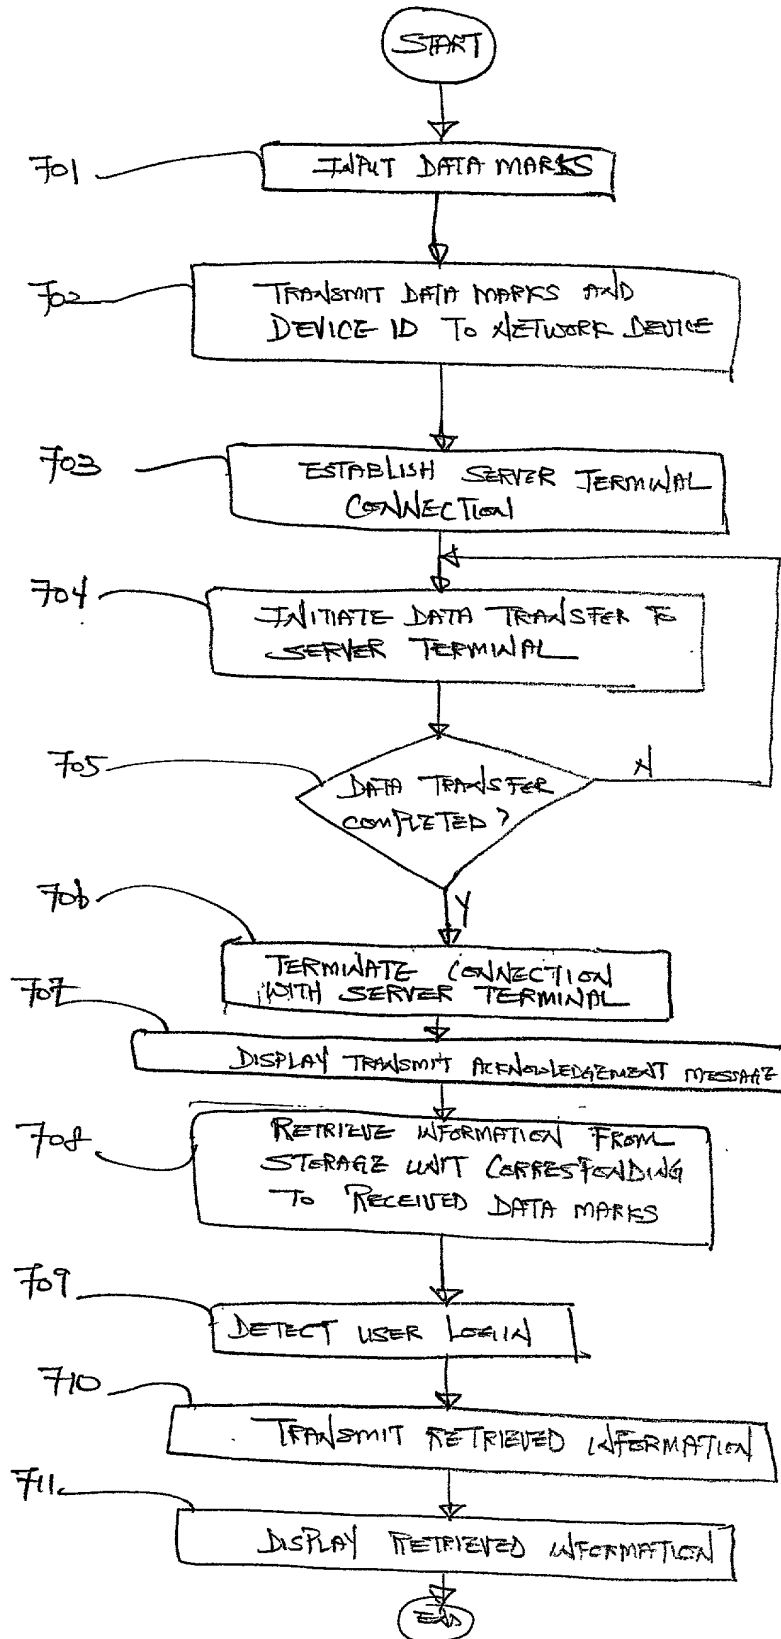 START
701
INPUT DATA MARKS
702
TRANSMIT DATA MARKS AND
DEVICE ID TO NETWORK DEVICE
703
ESTABLISH SERVER TERMINAL
CONNECTION
704
INITIATE DATA TRANSFER TO
SERVER TERMINAL
705
DATA TRANSFER
COMPLETED?
N
Y
706
TERMINATE CONNECTION
WITH SERVER TERMINAL
707
DISPLAY TRANSMIT ACKNOWLEDGEMENT MESSAGE
708
RETRIEVE INFORMATION FROM
STORAGE UNIT CORRESPONDING
TO RECEIVED DATA MARKS
709
DETECT USER LOGIN
710
TRANSMIT RETRIEVED INFORMATION
711
DISPLAY RETRIEVED INFORMATION
END